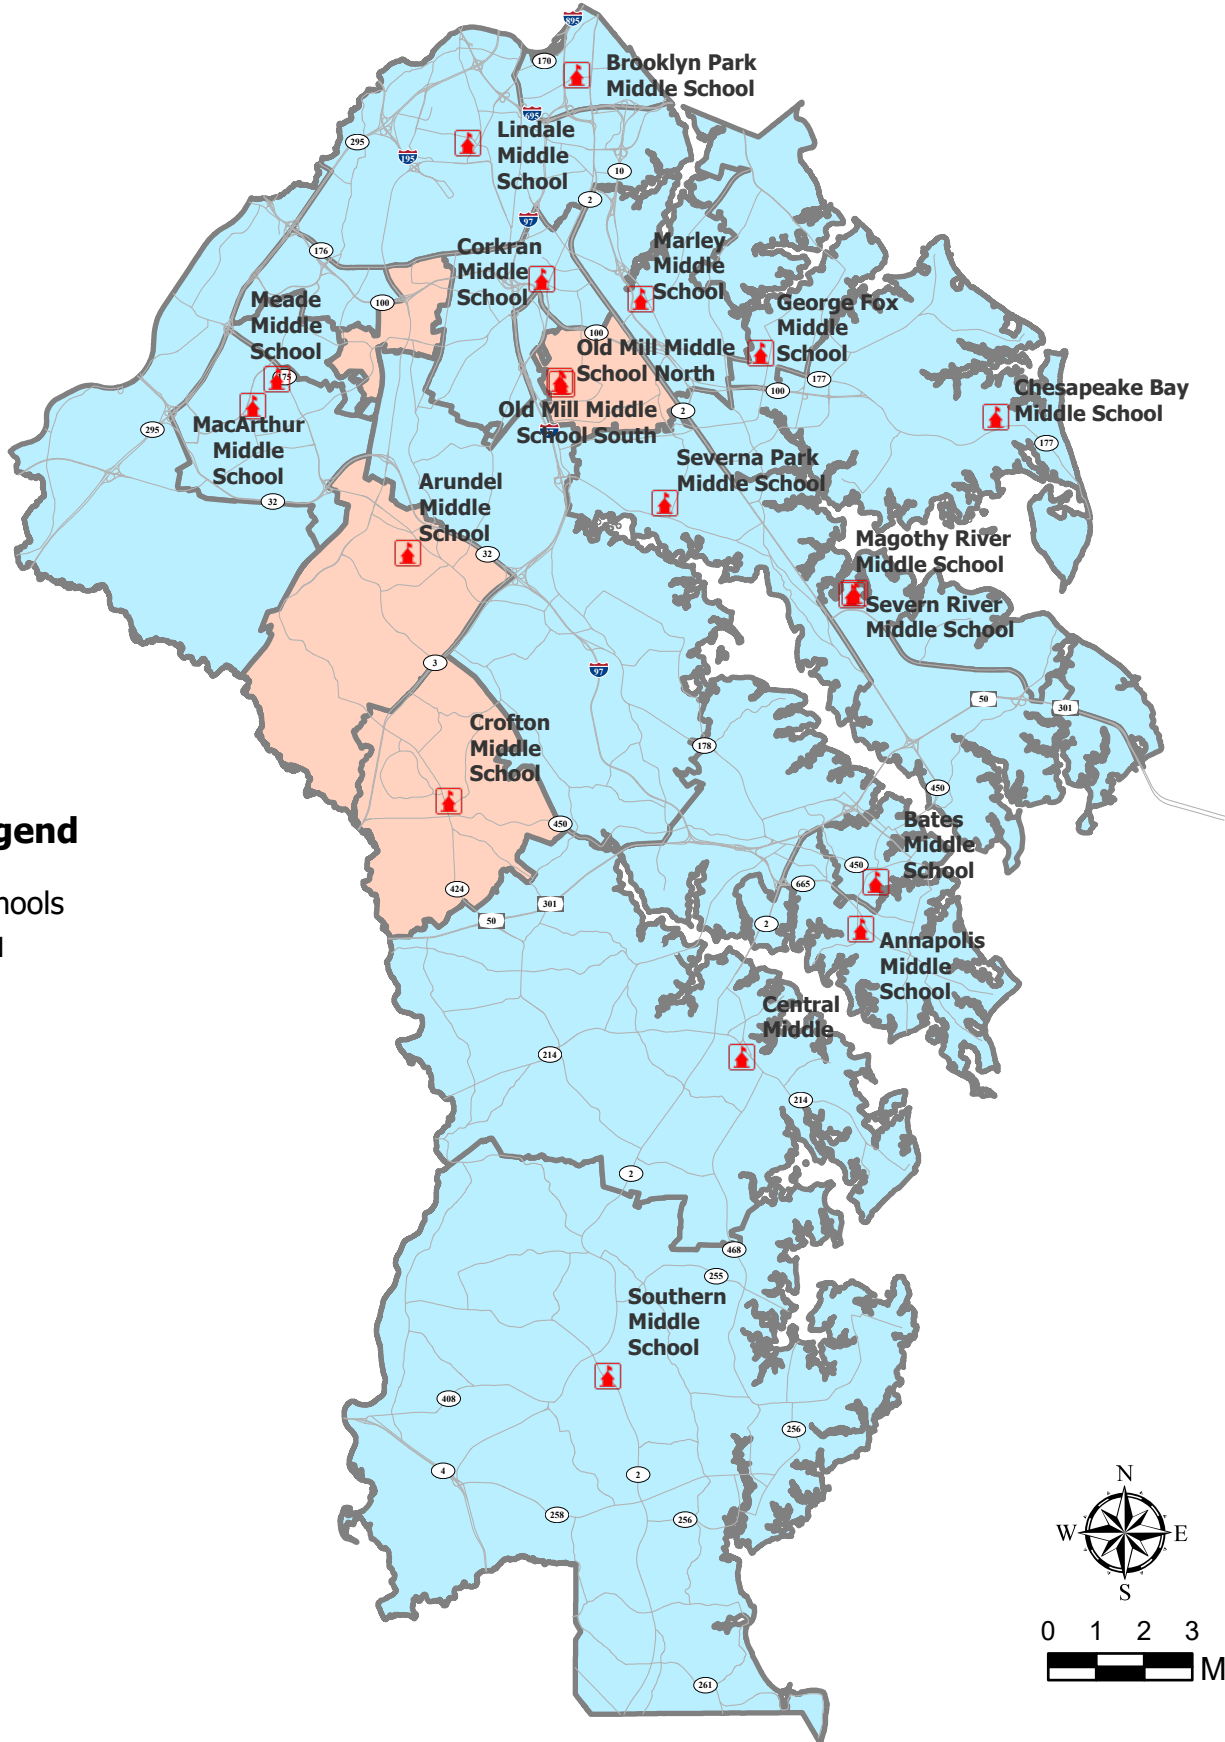 895
170
Brooklyn Park
Middle School
695
Lindale
Middle
School
295
195
10
2
97
176
Corkran
Middle
School
Marley
Middle
School
Meade
Middle
School
100
George Fox
Middle
School
100
Old Mill Middle
School North
175
177
100
Chesapeake Bay
Middle School
2
Old Mill Middle
School South
MacArthur
Middle
School
295
177
Severna Park
Middle School
Arundel
Middle
School
32
32
Magothy River
Middle School
Severn River
Middle School
3
97
50
301
Crofton
Middle
School
178
450
450
Bates
Middle
School
gend
450
665
424
301
50
2
hools
Annapolis
Middle
School
Central
Middle
214
214
2
468
255
Southern
Middle
School
408
256
4
2
258
256
N
W
E
S
0 1 2 3
M
261